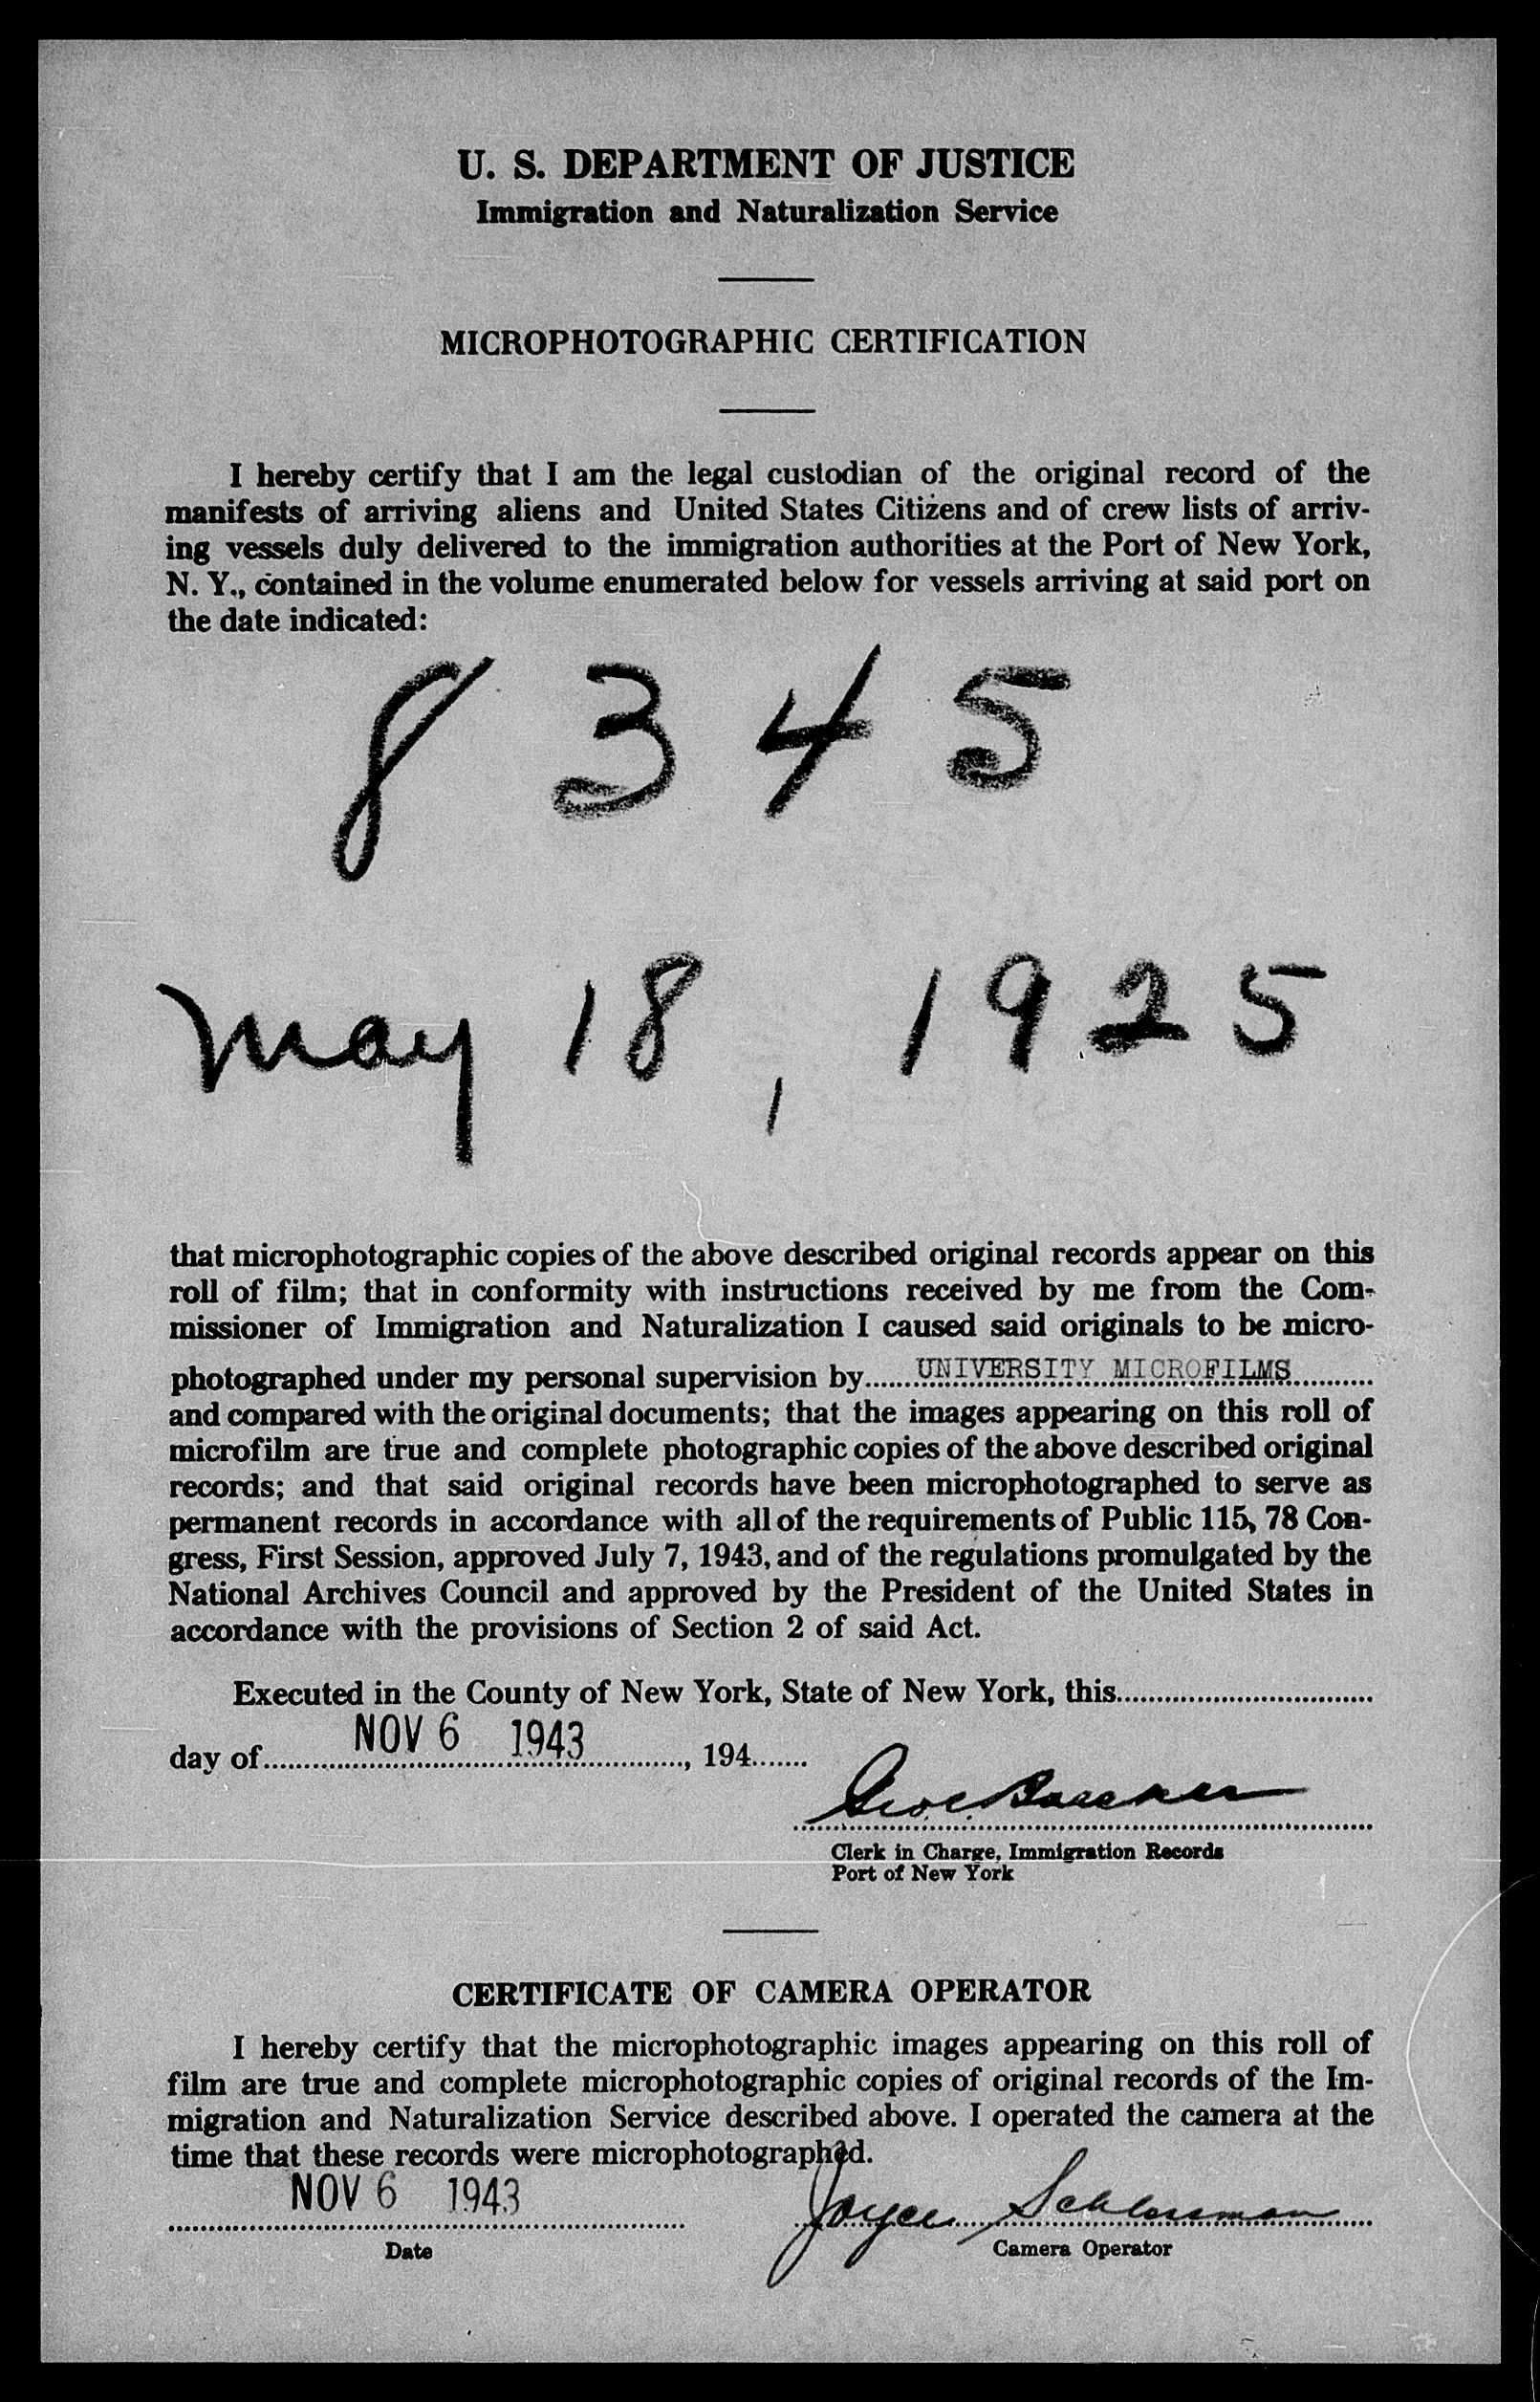 U. S. DEPARTMENT OF JUSTICE
Immigration and Naturalization Service
MICROPHOTOGRAPHIC CERTIFICATION
I hereby certify that I am the legal custodian of the original record of the
manifests of arriving aliens and United States Citizens and of crew lists of arriv-
ing vessels duly delivered to the immigration authorities at the Port of New York,
N. Y., contained in the volume enumerated below for vessels arriving at said port on
the date indicated:
8 3 4 5
May 18, 1925
that microphotographic copies of the above described original records appear on this
roll of film; that in conformity with instructions received by me from the Com-
missioner of Immigration and Naturalization I caused said originals to be micro-
photographed under my personal supervision by UNIVERSITY MICROFILMS
and compared with the original documents; that the images appearing on this roll of
microfilm are true and complete photographic copies of the above described original
records; and that said original records have been microphotographed to serve as
permanent records in accordance with all of the requirements of Public 115, 78 Con-
gress, First Session, approved July 7, 1943, and of the regulations promulgated by the
National Archives Council and approved by the President of the United States in
accordance with the provisions of Section 2 of said Act.
Executed in the County of New York, State of New York, this
day of NOV 6 1943, 194
Clerk in Charge, Immigration Records
Port of New York
CERTIFICATE OF CAMERA OPERATOR
I hereby certify that the microphotographic images appearing on this roll of
film are true and complete microphotographic copies of original records of the Im-
migration and Naturalization Service described above. I operated the camera at the
time that these records were microphotographed.
NOV 6 1943 Joyce
Date Camera Operator